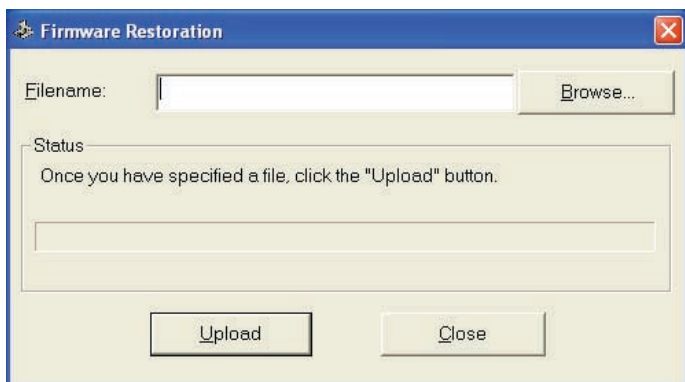 Firmware Restoration
Filename:
Browse...
Status
Once you have specified a file, click the "Upload" button.
Upload
Close